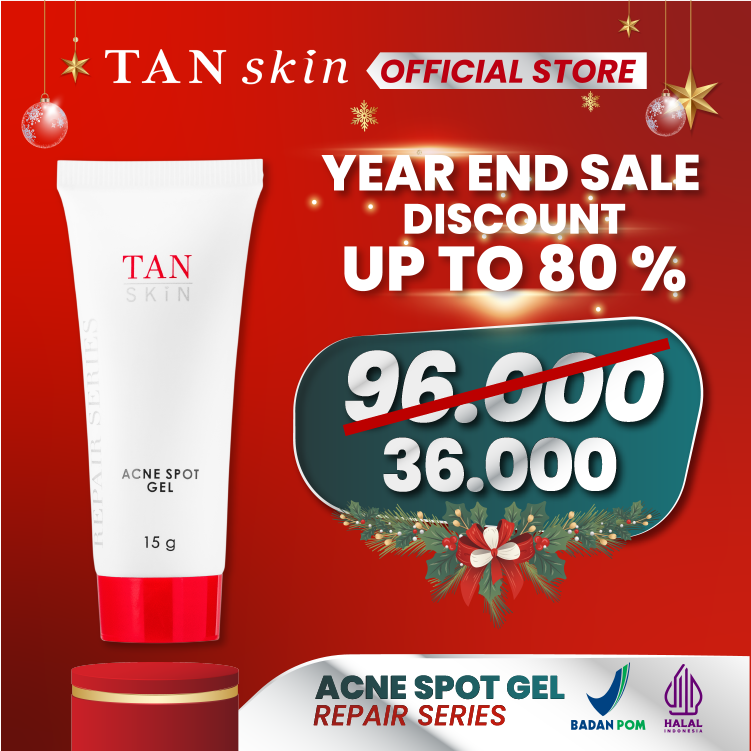 TAN skin OFFICIAL STORE
YEAR END SALE
DISCOUNT
UP TO 80 %
96.000
36.000
TAN
SKiN
REPAIR SERIES
ACNE SPOT
GEL
15 g
ACNE SPOT GEL
REPAIR SERIES
BADAN POM
HALAL
INDONESIA